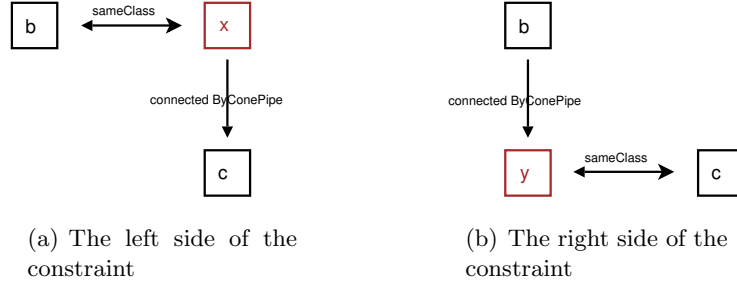 sameClass
b
x
connected ByConePipe
c
(a) The left side of the
constraint
b
connected ByConePipe
sameClass
y
c
(b) The right side of the
constraint